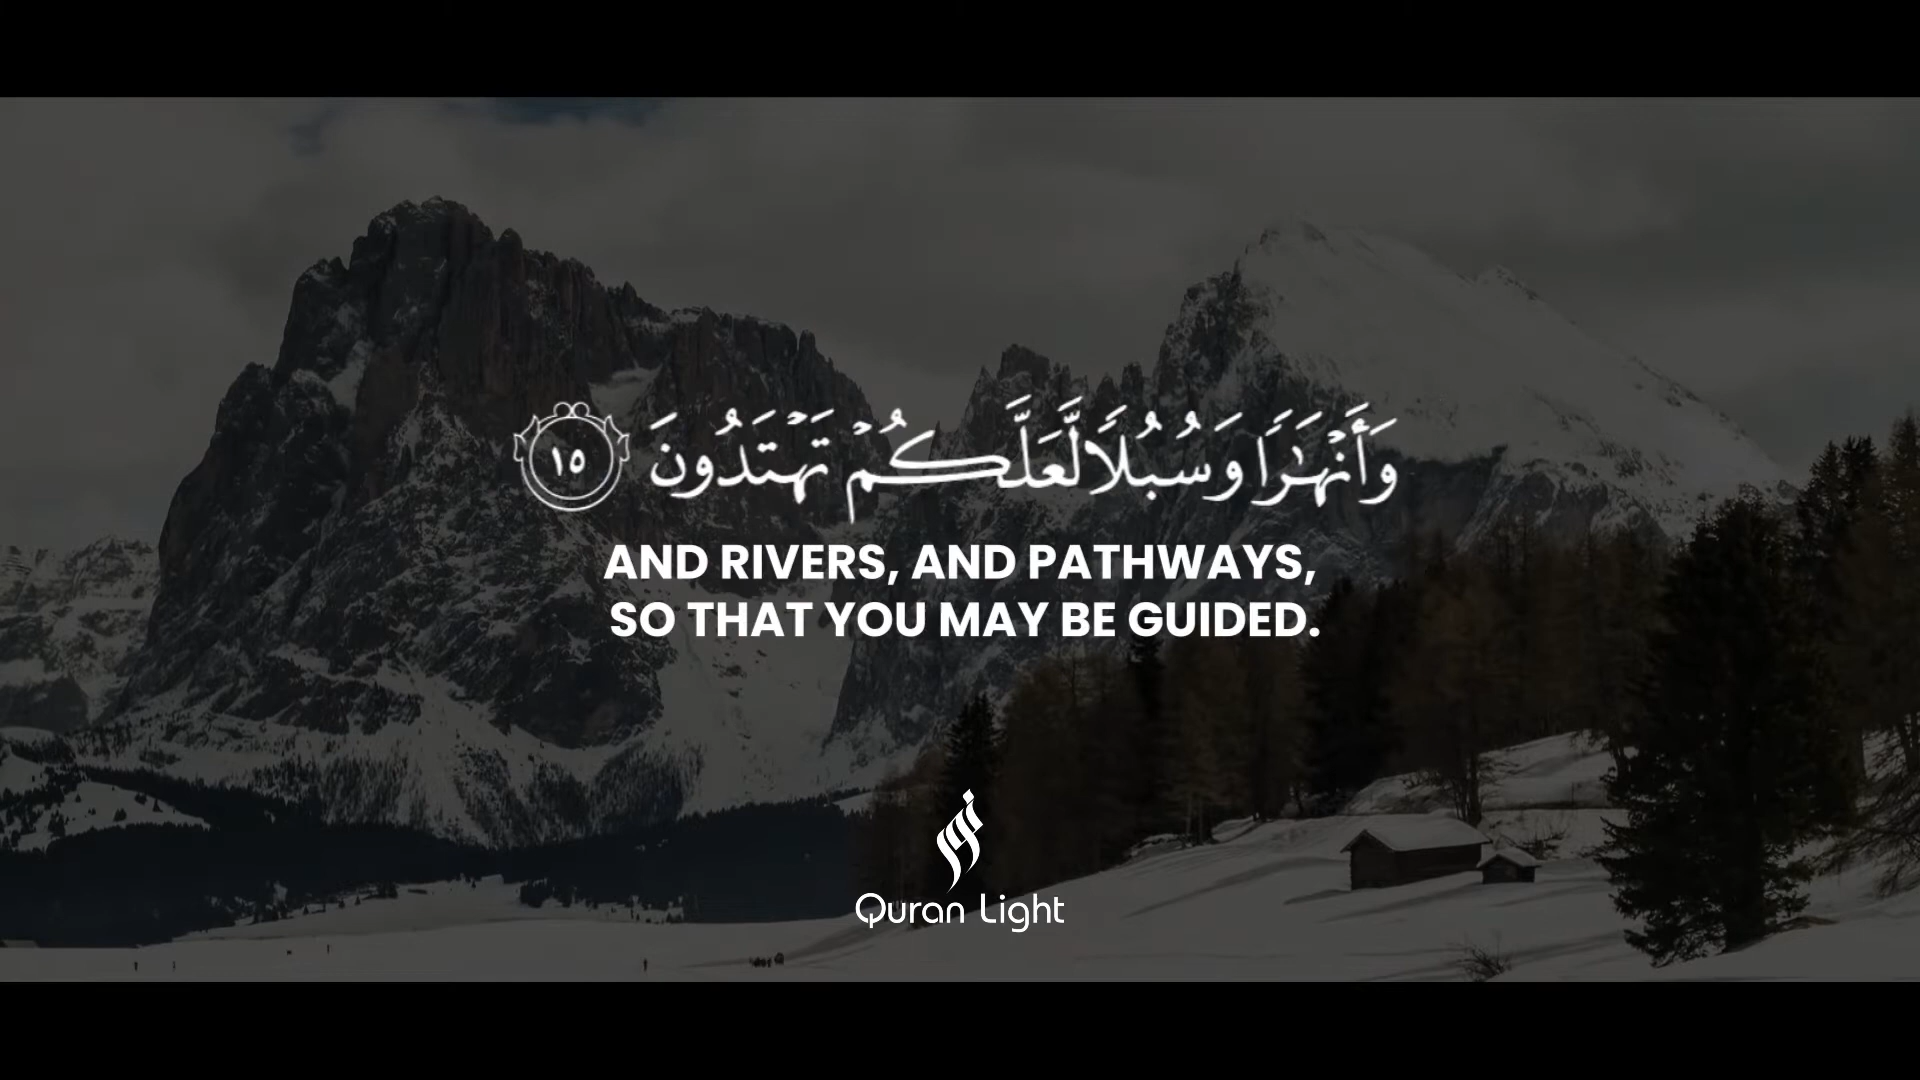 وَأَنْهَٰرًا وَسُبُلًا لَّعَلَّكُمْ تَهْتَدُونَ ١٥
AND RIVERS, AND PATHWAYS,
SO THAT YOU MAY BE GUIDED.
Quran Light